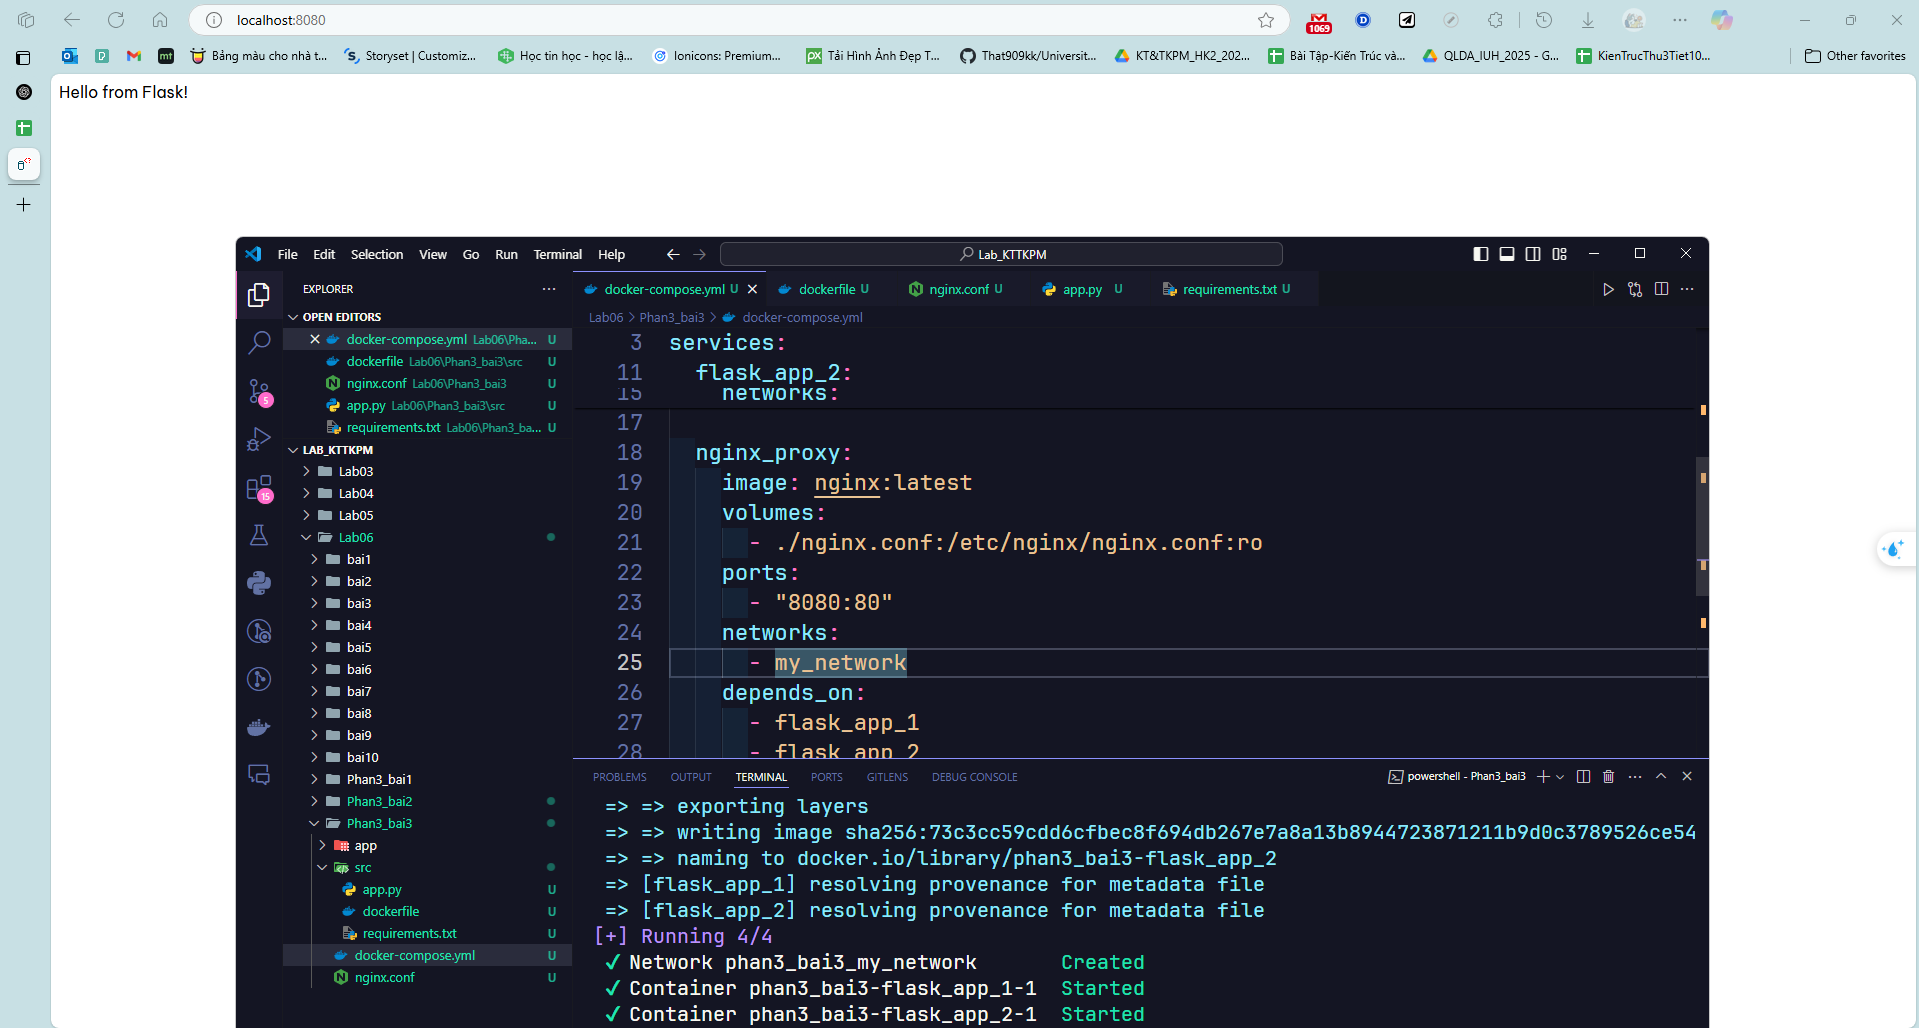 localhost:8080
1069
Bảng màu cho nhà t...
Storyset | Customiz...
Học tin học - học lậ...
Ionicons: Premium...
Tải Hình Ảnh Đẹp T...
That909kk/Universit...
KT&TKPM_HK2_202...
Bài Tập-Kiến Trúc và...
QLDA_IUH_2025 - G...
KienTrucThu3Tiet10...
Other favorites
Hello from Flask!
File Edit Selection View Go Run Terminal Help
Lab_KTTKPM
EXPLORER
docker-compose.yml U
dockerfile U
nginx.conf U
app.py U
requirements.txt U
OPEN EDITORS
docker-compose.yml Lab06\Pha... U
dockerfile Lab06\Phan3_bai3\src U
nginx.conf Lab06\Phan3_bai3 U
app.py Lab06\Phan3_bai3\src U
requirements.txt Lab06\Phan3_ba... U
5
15
LAB_KTTKPM
Lab03
Lab04
Lab05
Lab06
bai1
bai2
bai3
bai4
bai5
bai6
bai7
bai8
bai9
bai10
Phan3_bai1
Phan3_bai2
Phan3_bai3
app
src
app.py U
dockerfile U
requirements.txt U
docker-compose.yml U
nginx.conf U
Lab06 > Phan3_bai3 > docker-compose.yml
3 services:
11 flask_app_2:
15 networks:
17
18 nginx_proxy:
19 image: nginx:latest
20 volumes:
21 - ./nginx.conf:/etc/nginx/nginx.conf:ro
22 ports:
23 - "8080:80"
24 networks:
25 - my_network
26 depends_on:
27 - flask_app_1
28 - flask_app_2
PROBLEMS OUTPUT TERMINAL PORTS GITLENS DEBUG CONSOLE
powershell - Phan3_bai3
=> => exporting layers
=> => writing image sha256:73c3cc59cdd6cfbec8f694db267e7a8a13b8944723871211b9d0c3789526ce54
=> => naming to docker.io/library/phan3_bai3-flask_app_2
=> [flask_app_1] resolving provenance for metadata file
=> [flask_app_2] resolving provenance for metadata file
[+] Running 4/4
✔ Network phan3_bai3_my_network Created
✔ Container phan3_bai3-flask_app_1-1 Started
✔ Container phan3_bai3-flask_app_2-1 Started